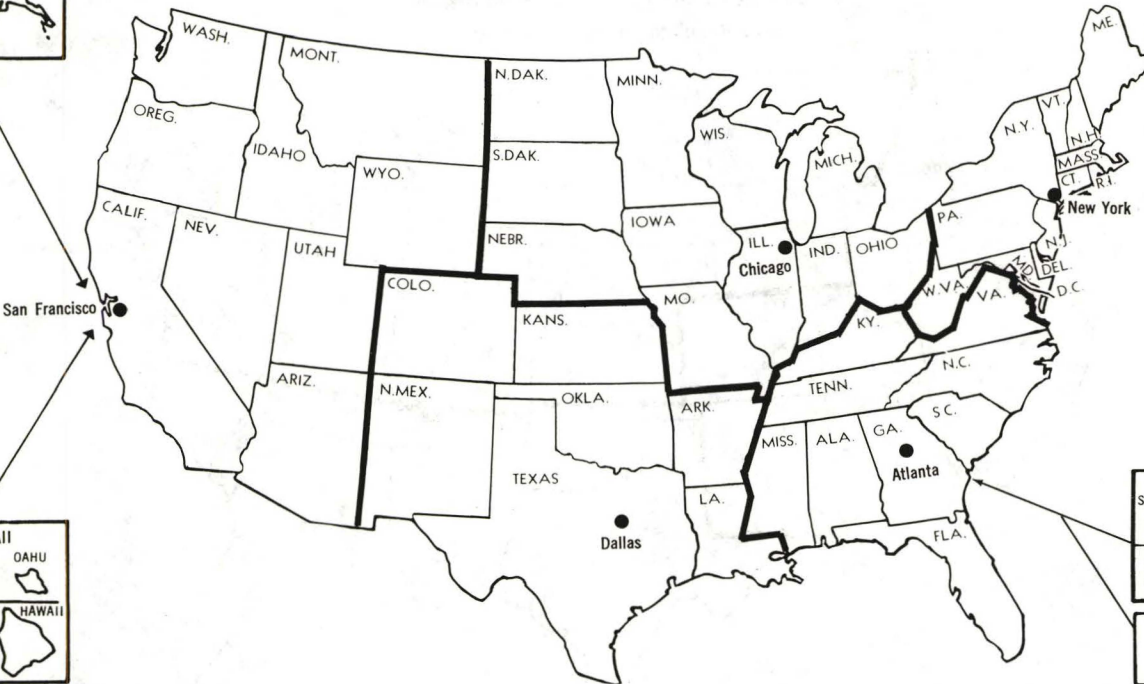 WASH.
MONT.
N.DAK.
MINN.
ME.
OREG.
IDAHO
S.DAK.
WIS.
MICH.
N.Y.
VT.
N.H.
MASS.
CT.
R.I.
WYO.
CALIF.
NEV.
UTAH
NEBR.
IOWA
ILL.
IND.
OHIO
PA.
New York
N.J.
Chicago
San Francisco
COLO.
KANS.
MO.
KY.
W.VA.
VA.
MD.
DEL.
D.C.
ARIZ.
N.MEX.
OKLA.
ARK.
TENN.
N.C.
S.C.
TEXAS
LA.
MISS.
ALA.
GA.
Atlanta
Dallas
FLA.
OAHU
HAWAII